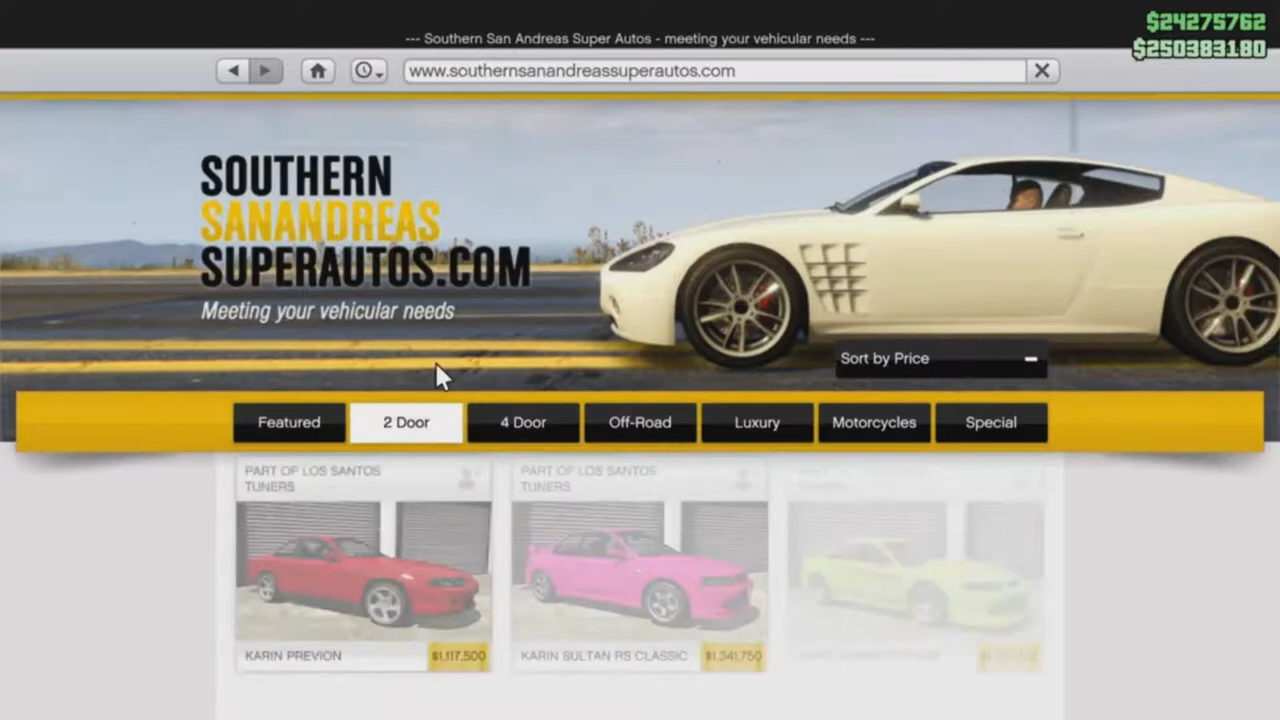 --- Southern San Andreas Super Autos - meeting your vehicular needs ---
$24275762
$250383180
www.southernsanandreassuperautos.com
SOUTHERN
SANANDREAS
SUPERAUTOS.COM
Meeting your vehicular needs
Sort by Price
Featured
2 Door
4 Door
Off-Road
Luxury
Motorcycles
Special
PART OF LOS SANTOS
TUNERS
PART OF LOS SANTOS
TUNERS
KARIN PREVION
$1,117,500
KARIN SULTAN RS CLASSIC
$1,341,750